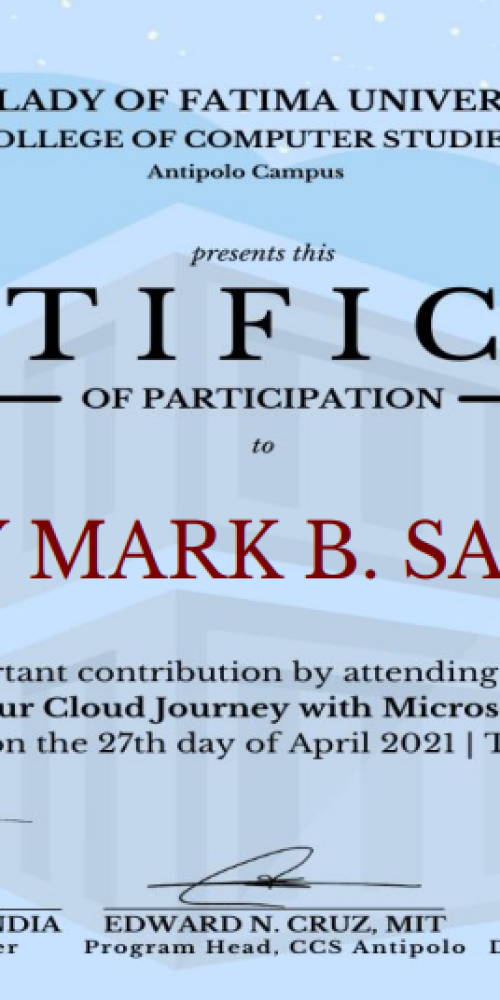 LADY OF FATIMA UNIVER
OLLEGE OF COMPUTER STUDIE
Antipolo Campus
presents this
TIFIC
OF PARTICIPATION
to
Y MARK B. SA
rtant contribution by attending
ur Cloud Journey with Micros
on the 27th day of April 2021 | T
NDIA EDWARD N. CRUZ, MIT
er Program Head, CCS Antipolo D